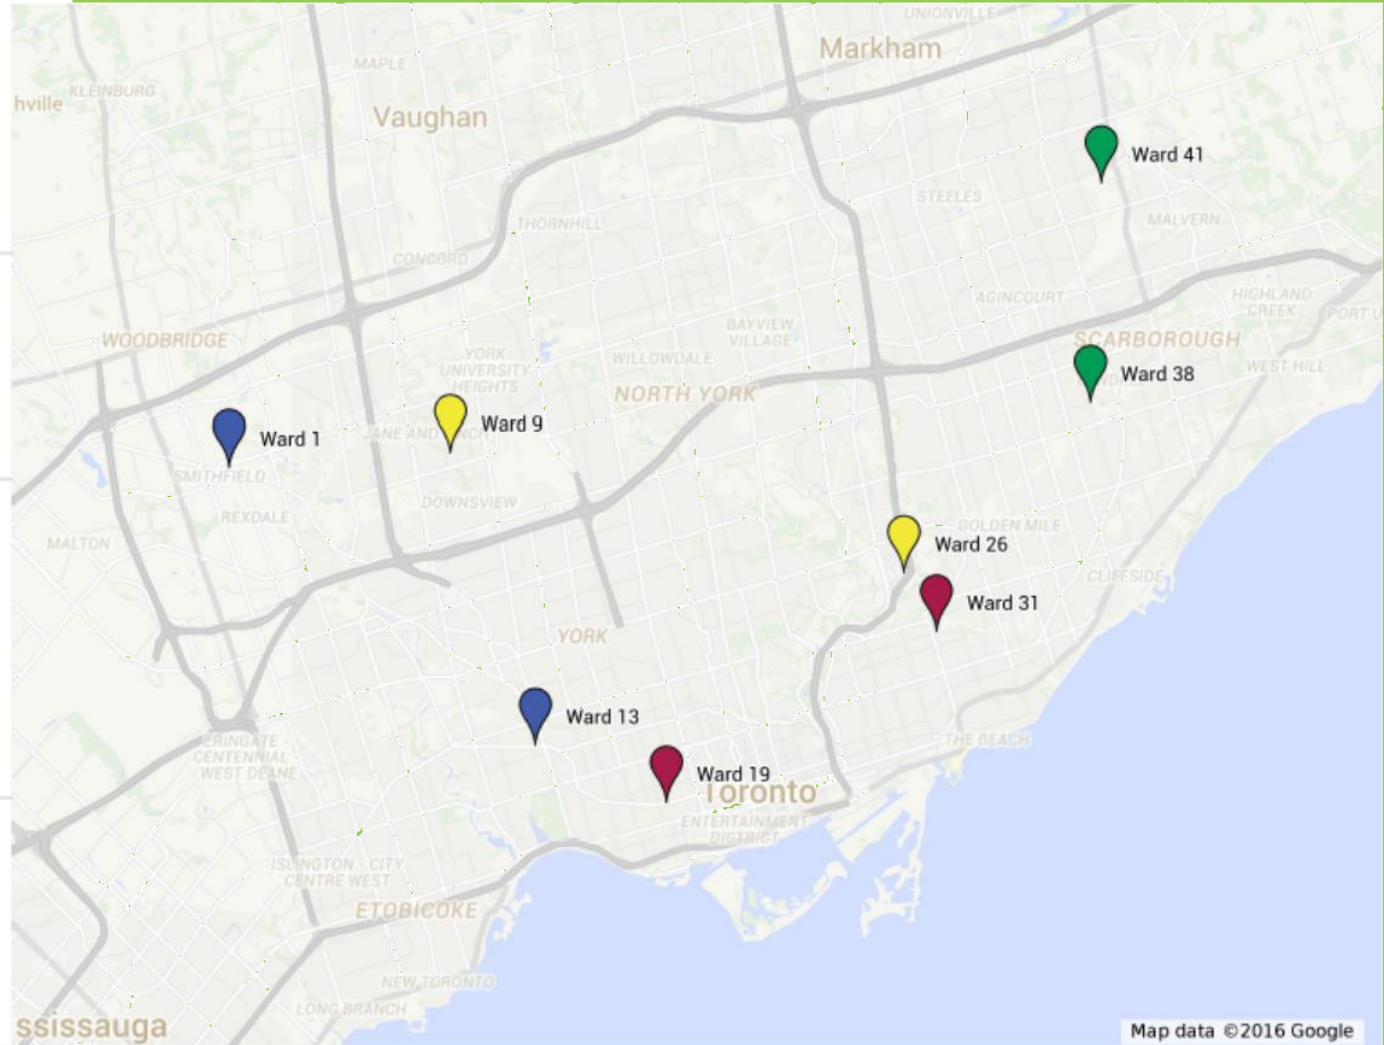 UNIONVILLE
Markham
MAPLE
KLEINBURG
hville
Vaughan
Ward 41
STEELES
MALVERN
THORNHILL
CONCORD
AGINCOURT
HIGHLAND
CREEK
PORT U
BAYVIEW
VILLAGE
WOODBRIDGE
SCARBOROUGH
YORK
UNIVERSITY
HEIGHTS
WILLOWDALE
WEST HILL
Ward 38
NORTH YORK
Ward 9
JANE AND
Ward 1
SMITHFIELD
DOWNSVIEW
REXDALE
GOLDEN MILE
MALTON
Ward 26
CLIFFSIDE
Ward 31
YORK
Ward 13
ERINGATE -
CENTENNIAL
WEST DEANE
THE BEACH
Ward 19
Toronto
ENTERTAINMENT
DISTRICT
ISLINGTON - CITY
CENTRE WEST
ETOBICOKE
NEW TORONTO
LONG BRANCH
ssissauga
Map data ©2016 Google